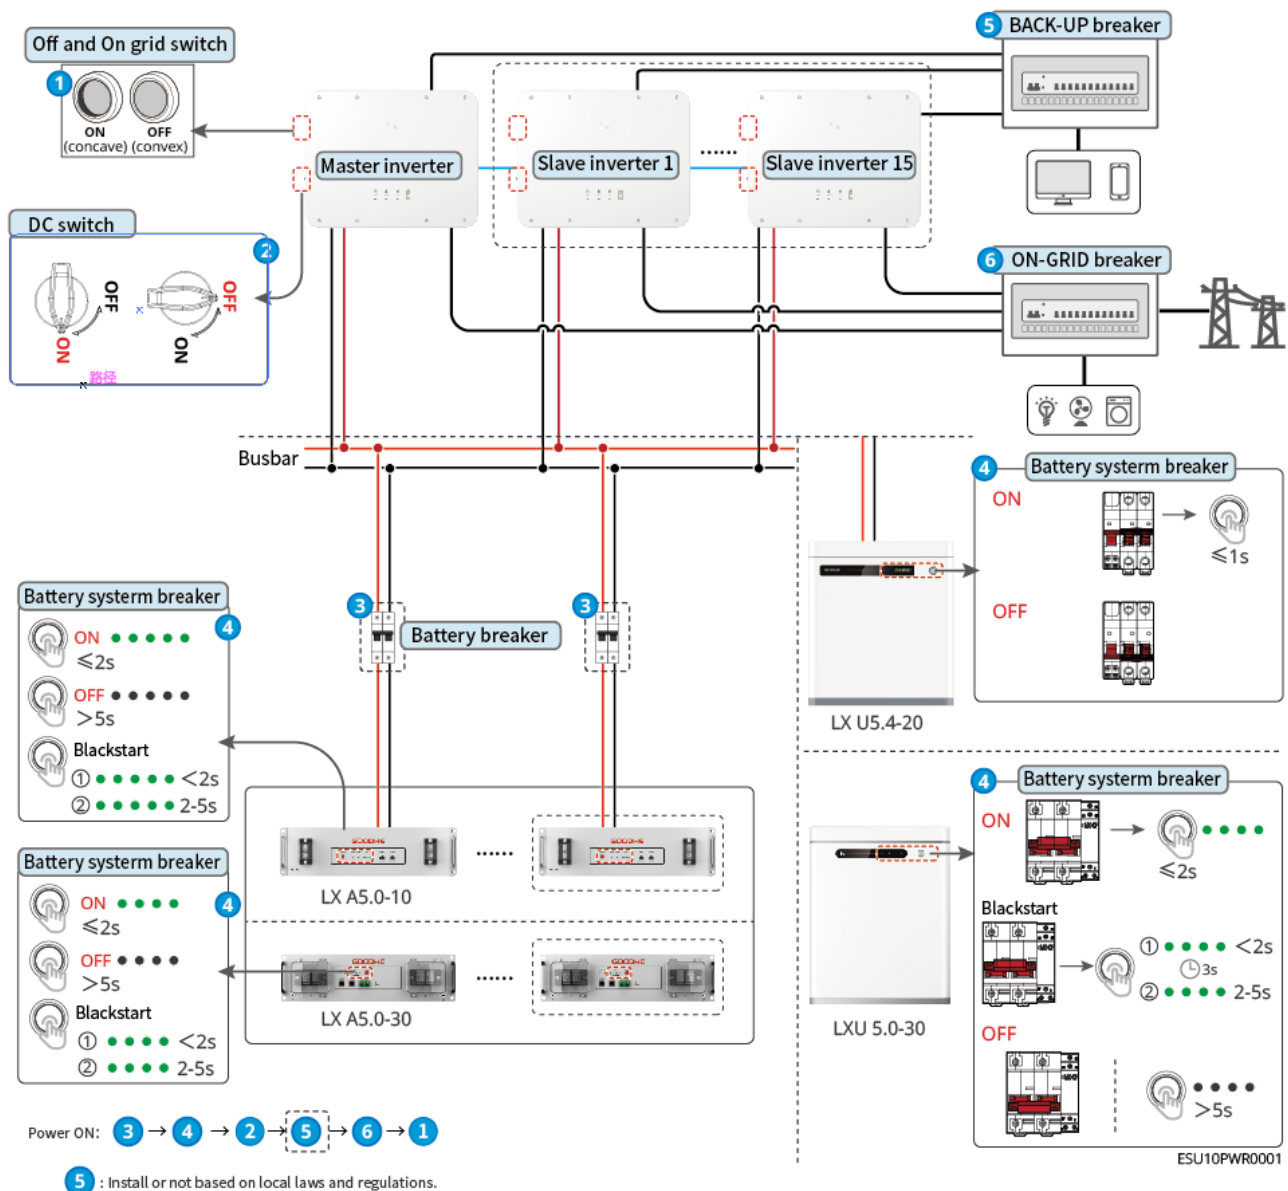 Off and On grid switch
1
ON
(concave)
OFF
(convex)
Master inverter
Slave inverter 1
......
Slave inverter 15
5 BACK-UP breaker
DC switch
2
OFF
ON
OFF
ON
路径
6 ON-GRID breaker
Busbar
3
Battery breaker
3
4 Battery systerm breaker
ON
≤1s
OFF
LX U5.4-20
Battery systerm breaker
4
ON
≤2s
OFF
>5s
Blackstart
① <2s
② 2-5s
GOODWE
......
GOODWE
LX A5.0-10
Battery systerm breaker
4
ON
≤2s
OFF
>5s
Blackstart
① <2s
② 2-5s
GOODWE
......
GOODWE
LX A5.0-30
4 Battery systerm breaker
ON
≤2s
Blackstart
① <2s
3s
② 2-5s
OFF
>5s
LXU 5.0-30
Power ON: 3 → 4 → 2 → 5 → 6 → 1
5 : Install or not based on local laws and regulations.
ESU10PWR0001